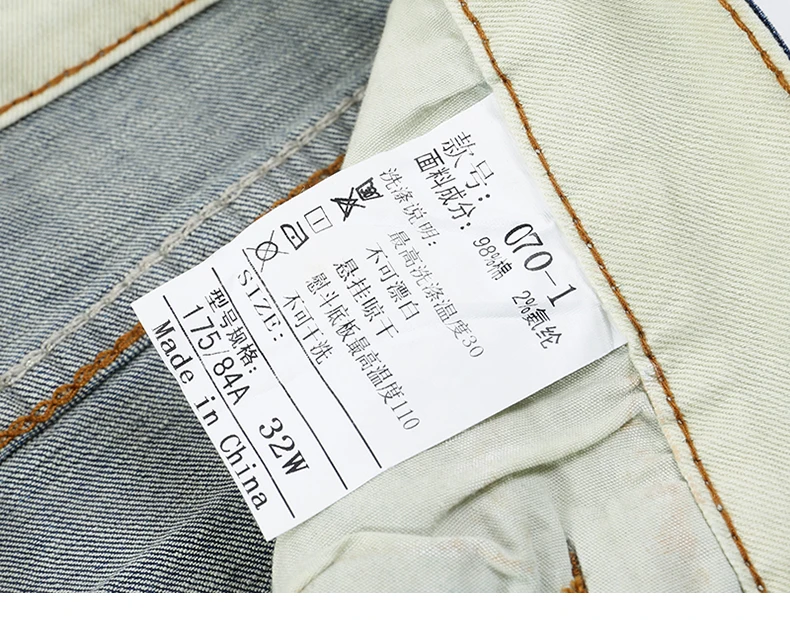 款号: 070-1
面料成分: 98%棉 2%氨纶
洗涤说明:
最高洗涤温度30
不可漂白
悬挂晾干
熨斗底板最高温度110
不可干洗
SIZE: 32W
型号规格:
175/84A
Made in China